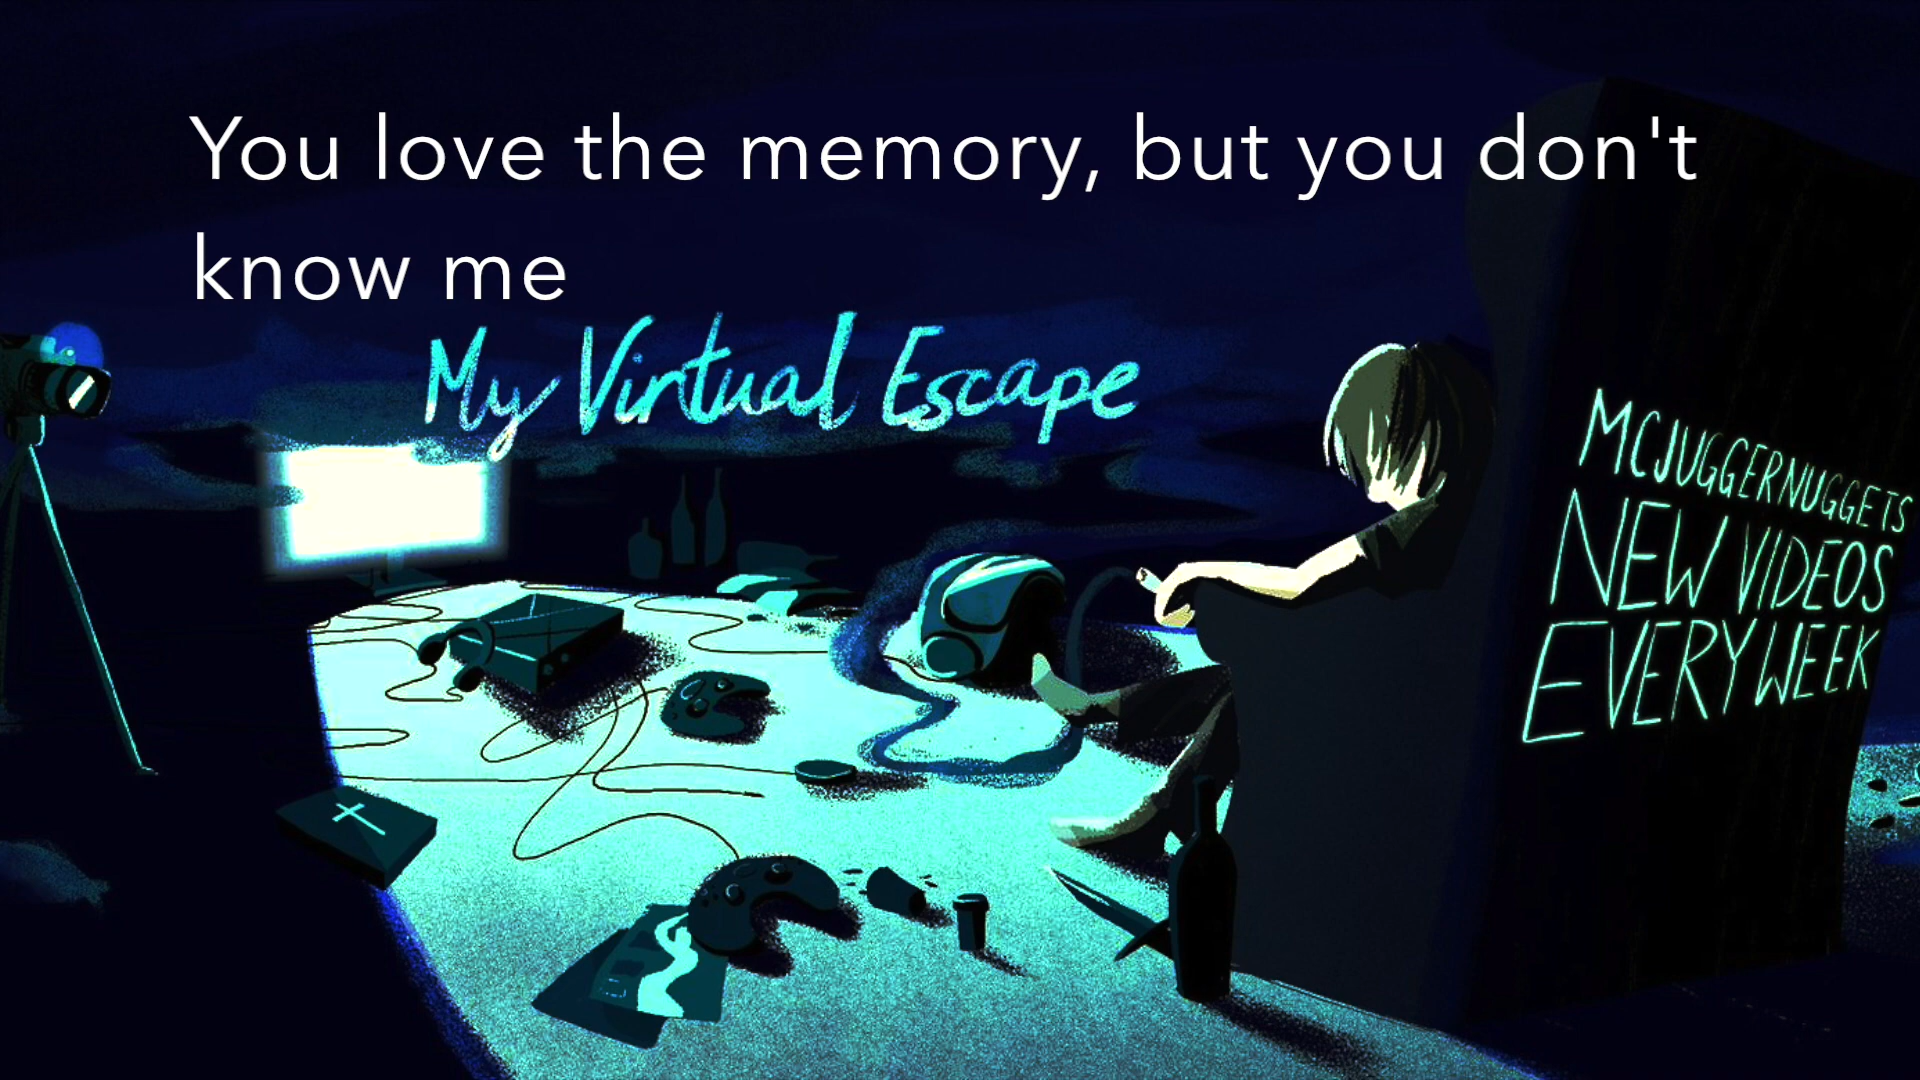 You love the memory, but you don't
know me
My Virtual Escape
MCJUGGERNUGGETS
NEW VIDEOS
EVERY WEEK